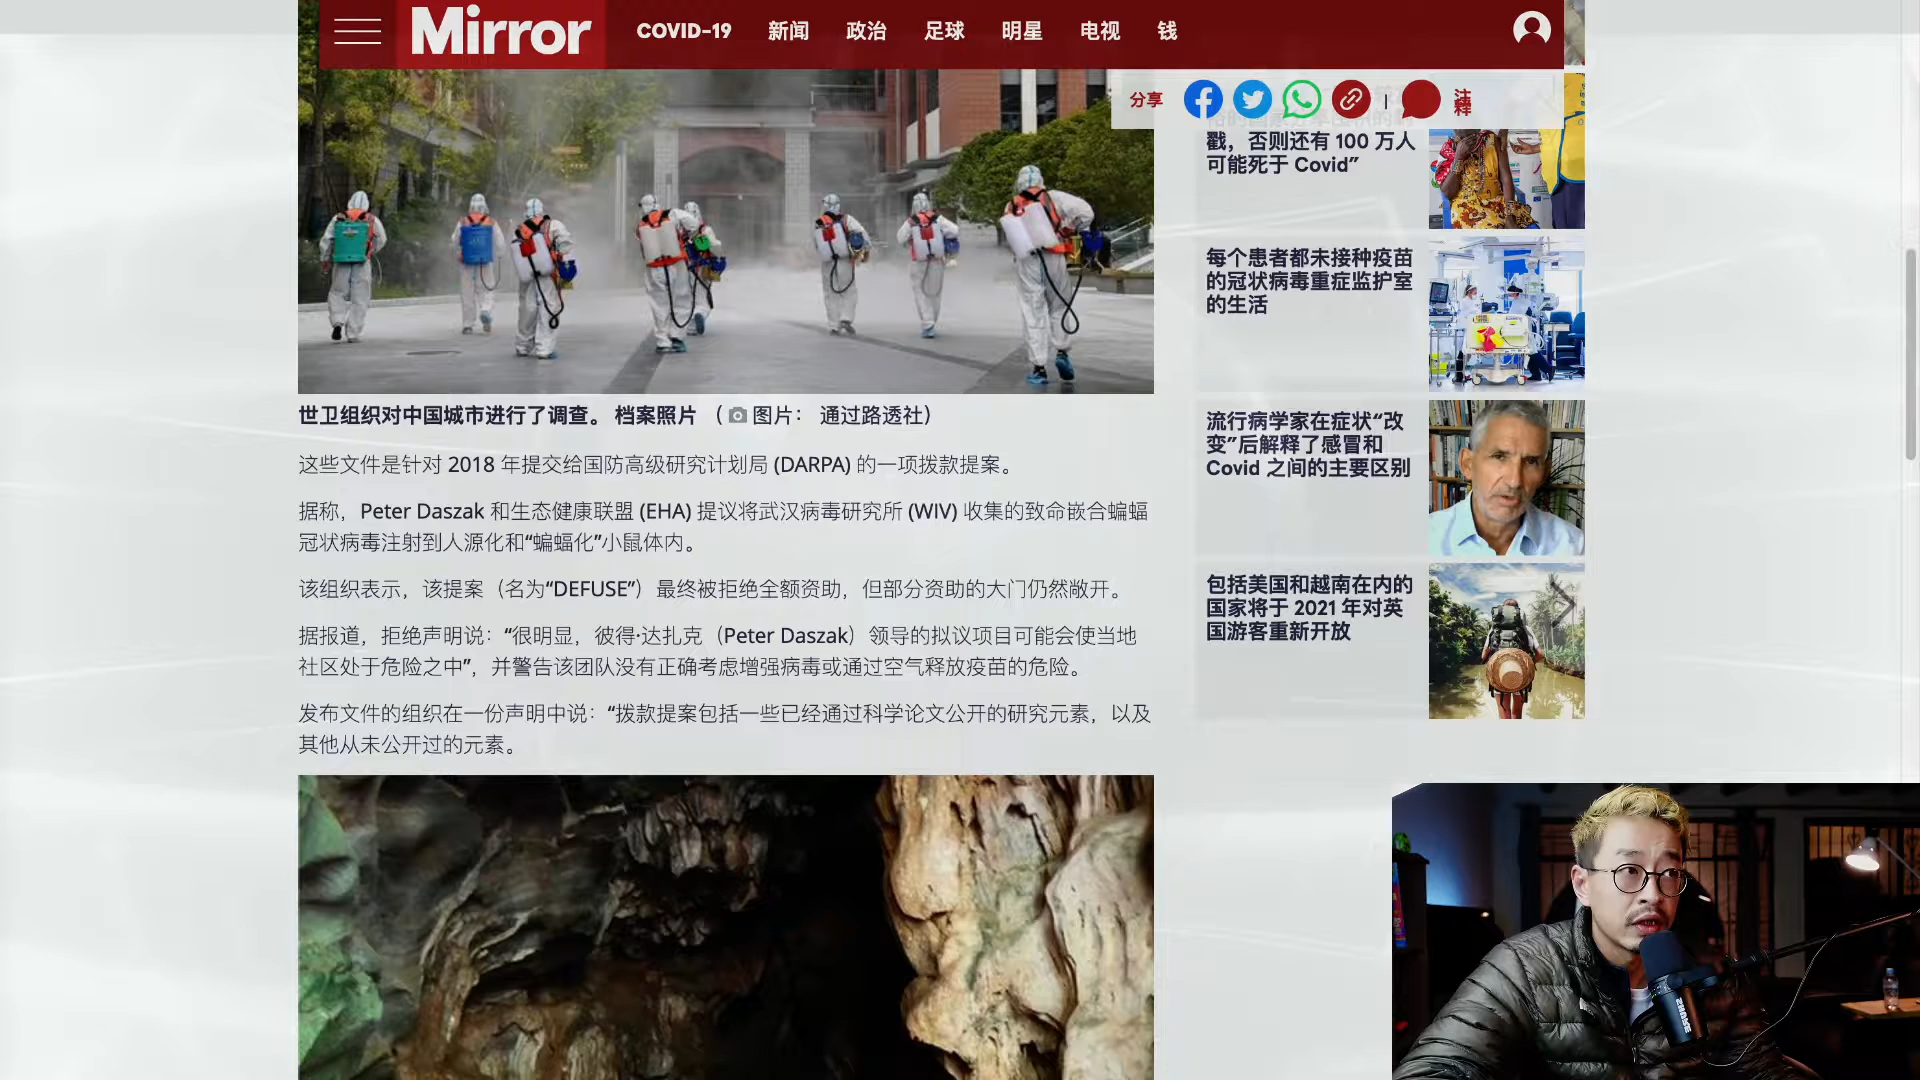 Mirror
COVID-19 新闻 政治 足球 明星 电视 钱
分享
注释
戳，否则还有 100 万人
可能死于 Covid”
每个患者都未接种疫苗
的冠状病毒重症监护室
的生活
流行病学家在症状“改
变”后解释了感冒和
Covid 之间的主要区别
包括美国和越南在内的
国家将于 2021 年对英
国游客重新开放
世卫组织对中国城市进行了调查。 档案照片 （ 图片： 通过路透社）
这些文件是针对 2018 年提交给国防高级研究计划局 (DARPA) 的一项拨款提案。
据称，Peter Daszak 和生态健康联盟 (EHA) 提议将武汉病毒研究所 (WIV) 收集的致命嵌合蝙蝠
冠状病毒注射到人源化和“蝙蝠化”小鼠体内。
该组织表示，该提案（名为“DEFUSE”）最终被拒绝全额资助，但部分资助的大门仍然敞开。
据报道，拒绝声明说：“很明显，彼得·达扎克（Peter Daszak）领导的拟议项目可能会使当地
社区处于危险之中”，并警告该团队没有正确考虑增强病毒或通过空气释放疫苗的危险。
发布文件的组织在一份声明中说：“拨款提案包括一些已经通过科学论文公开的研究元素，以及
其他从未公开过的元素。